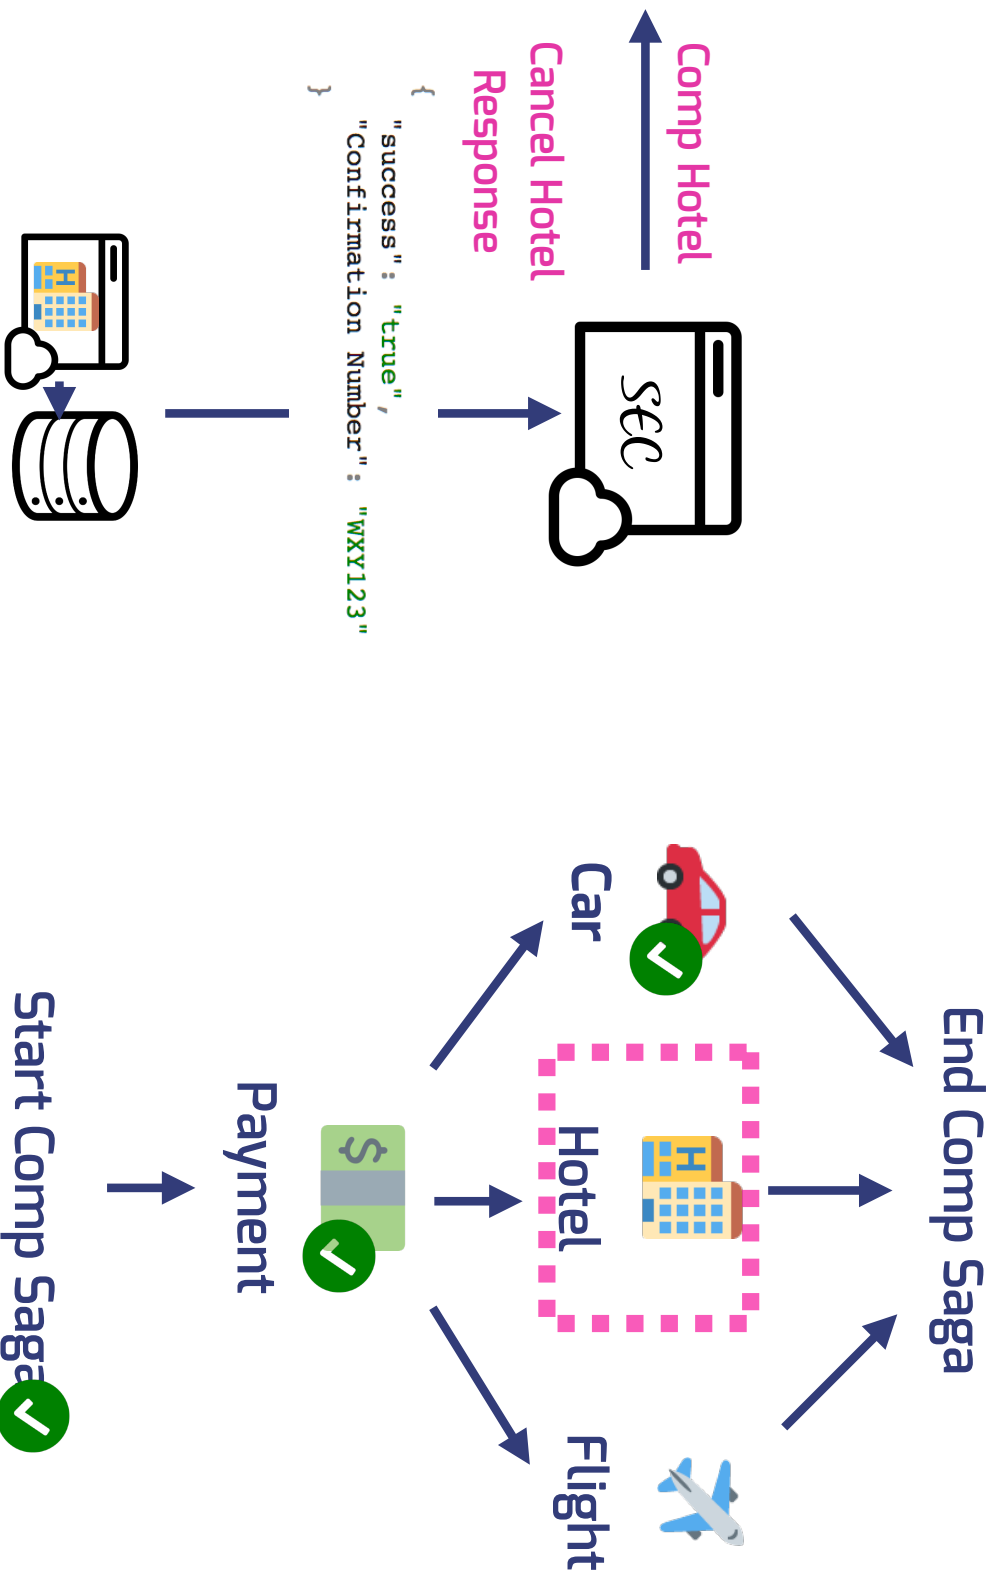 Comp Hotel
Cancel Hotel
Response
{
"success": "true",
"Confirmation Number": "WXY123"
}
SEC
H
End Comp Saga
Car
Hotel
H
Flight
Payment
$
Start Comp Saga